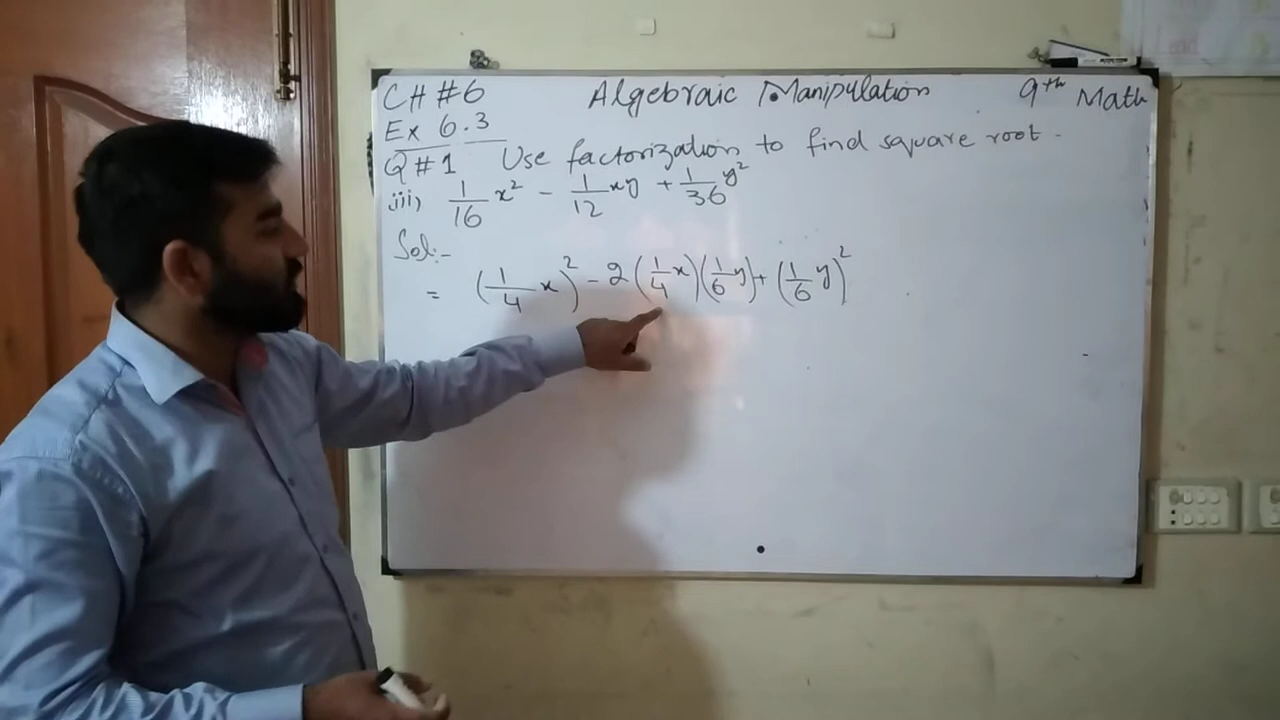 CH #6 Algebraic Manipulation 9th Math
Ex 6.3
Q #1 Use factorization to find square root.
iii, 1/16 x² - 1/12 xy + 1/36 y²
Sol:-
= (1/4 x)² - 2(1/4 x)(1/6 y) + (1/6 y)²